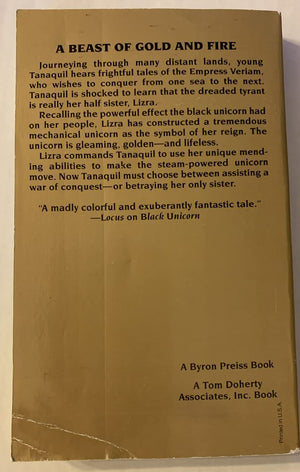 A BEAST OF GOLD AND FIRE
Journeying through many distant lands, young
Tanaquil hears frightful tales of the Empress Veriam,
who wishes to conquer from one sea to the next.
Tanaquil is shocked to learn that the dreaded tyrant
is really her half sister, Lizra.
Recalling the powerful effect the black unicorn had
on her people, Lizra has constructed a tremendous
mechanical unicorn as the symbol of her reign. The
unicorn is gleaming, golden—and lifeless.
Lizra commands Tanaquil to use her unique mend-
ing abilities to make the steam-powered unicorn
move. Now Tanaquil must choose between assisting a
war of conquest—or betraying her only sister.
"A madly colorful and exuberantly fantastic tale."
—Locus on Black Unicorn
A Byron Preiss Book
A Tom Doherty
Associates, Inc. Book
Printed in U.S.A.